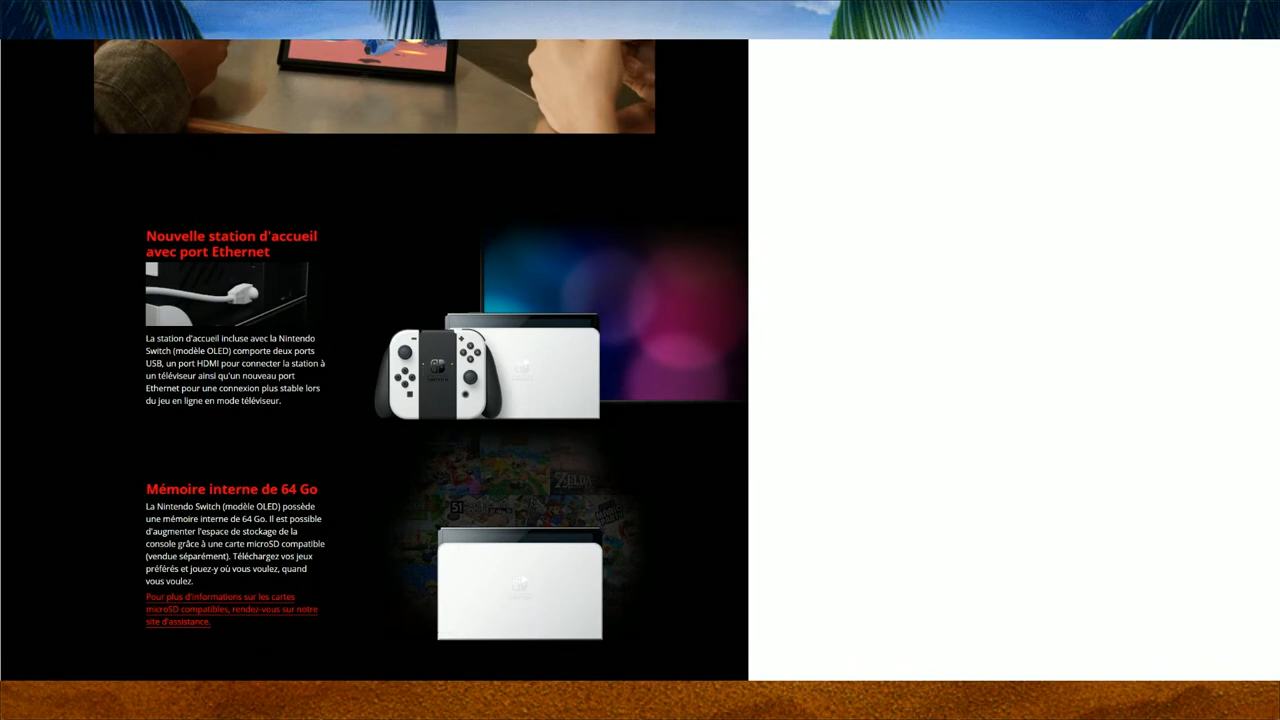 Nouvelle station d'accueil
avec port Ethernet
La station d'accueil incluse avec la Nintendo
Switch (modèle OLED) comporte deux ports
USB, un port HDMI pour connecter la station à
un téléviseur ainsi qu'un nouveau port
Ethernet pour une connexion plus stable lors
du jeu en ligne en mode téléviseur.
Mémoire interne de 64 Go
La Nintendo Switch (modèle OLED) possède
une mémoire interne de 64 Go. Il est possible
d'augmenter l'espace de stockage de la
console grâce à une carte microSD compatible
(vendue séparément). Téléchargez vos jeux
préférés et jouez-y où vous voulez, quand
vous voulez.
Pour plus d'informations sur les cartes
microSD compatibles, rendez-vous sur notre
site d'assistance.
ZELDA
51